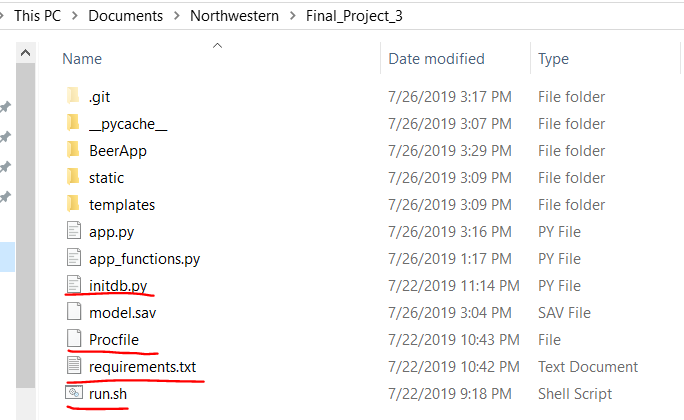 This PC > Documents > Northwestern > Final_Project_3
Name Date modified Type
.git 7/26/2019 3:17 PM File folder
__pycache__ 7/26/2019 3:07 PM File folder
BeerApp 7/26/2019 3:29 PM File folder
static 7/26/2019 3:09 PM File folder
templates 7/26/2019 3:09 PM File folder
app.py 7/26/2019 3:16 PM PY File
app_functions.py 7/26/2019 1:17 PM PY File
initdb.py 7/22/2019 11:14 PM PY File
model.sav 7/26/2019 3:04 PM SAV File
Procfile 7/22/2019 10:43 PM File
requirements.txt 7/22/2019 10:42 PM Text Document
run.sh 7/22/2019 9:18 PM Shell Script